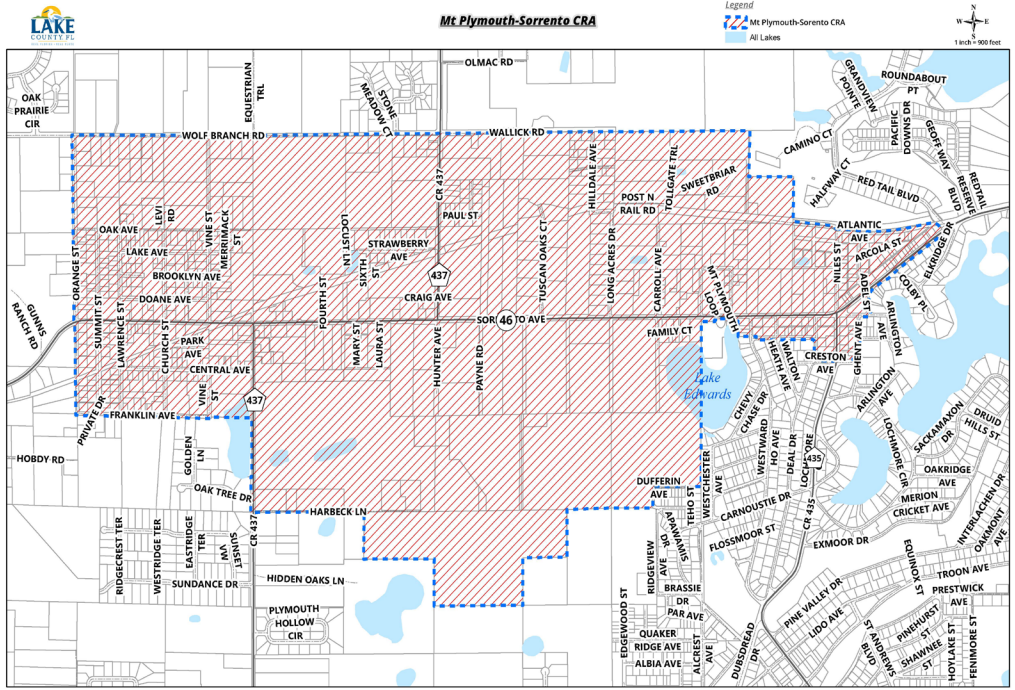 LAKE
COUNTY, FL
Mt Plymouth-Sorrento CRA
Legend
Mt Plymouth-Sorrento CRA
All Lakes
N
W
E
S
1 inch = 900 feet
OLMAC RD
OAK
PRAIRIE
CIR
EQUESTRIAN
TRL
STONE
MEADOW CT
GRANDVIEW
POINTE
ROUNDABOUT
PT
PACIFIC
DOWNS DR
GEOFF WAY
CAMINO CT
HALFWAY CT
RED TAIL BLVD
REDTAIL
RESERVE
BLVD
WOLF BRANCH RD
WALLICK RD
CR 437
HILLDALE AVE
TOLLGATE TRL
SWEETBRIAR
RD
POST N
RAIL RD
LEVI
RD
VINE ST
MERRIMACK
ST
PAUL ST
OAK AVE
LAKE AVE
BROOKLYN AVE
DOANE AVE
LOCUST LN
SIXTH
ST
STRAWBERRY
AVE
437
TUSCAN OAKS CT
LONG ACRES DR
CARROLL AVE
ATLANTIC
AVE
ARCOLA ST
NILES ST
ELKRIDGE DR
COLBY PL
ADEL ST
ORANGE ST
GUNNS
RANCH RD
SUMMIT ST
LAWRENCE ST
CHURCH ST
PARK
AVE
CENTRAL AVE
VINE
ST
FOURTH ST
CRAIG AVE
SORRENTO AVE
46
MARY ST
LAURA ST
HUNTER AVE
PAYNE RD
MT PLYMOUTH
LOOP
FAMILY CT
Lake
Edwards
WALTON
HEATH AVE
CRESTON
AVE
GHENT AVE
ARLINGTON
AVE
ARLINGTON
AVE
437
PRIVATE DR
FRANKLIN AVE
HOBDY RD
GOLDEN
LN
OAK TREE DR
CHEVY
CHASE DR
WESTWARD
HO AVE
DEAL DR
LOCHMORE
435
LOCHMORE CIR
SACKAMAXON
DR
DRUID
HILLS ST
OAKRIDGE
AVE
MERION
CRICKET AVE
INTERLACHEN DR
OAKMONT
AVE
DUFFERIN
AVE
TEHO ST
WESTCHESTER
AVE
CARNOUSTIE DR
FLOSSMOOR ST
CR 435
EXMOOR DR
HARBECK LN
CR 437
RIDGECREST TER
WESTRIDGE TER
EASTRIDGE
TER
SUNSET
VW
SUNDANCE DR
HIDDEN OAKS LN
PLYMOUTH
HOLLOW
CIR
APAWAMIS
DR
RIDGEVIEW
AVE
BRASSIE
DR
PAR AVE
EDGEWOOD ST
QUAKER
RIDGE AVE
ALBIA AVE
ALCREST
AVE
DUBSDREAD
DR
PINE VALLEY DR
LIDO AVE
EQUINOX ST
TROON AVE
PRESTWICK
AVE
ST ANDREWS
BLVD
PINEHURST
ST
SHAWNEE
ST
HOYLAKE ST
FENIMORE ST